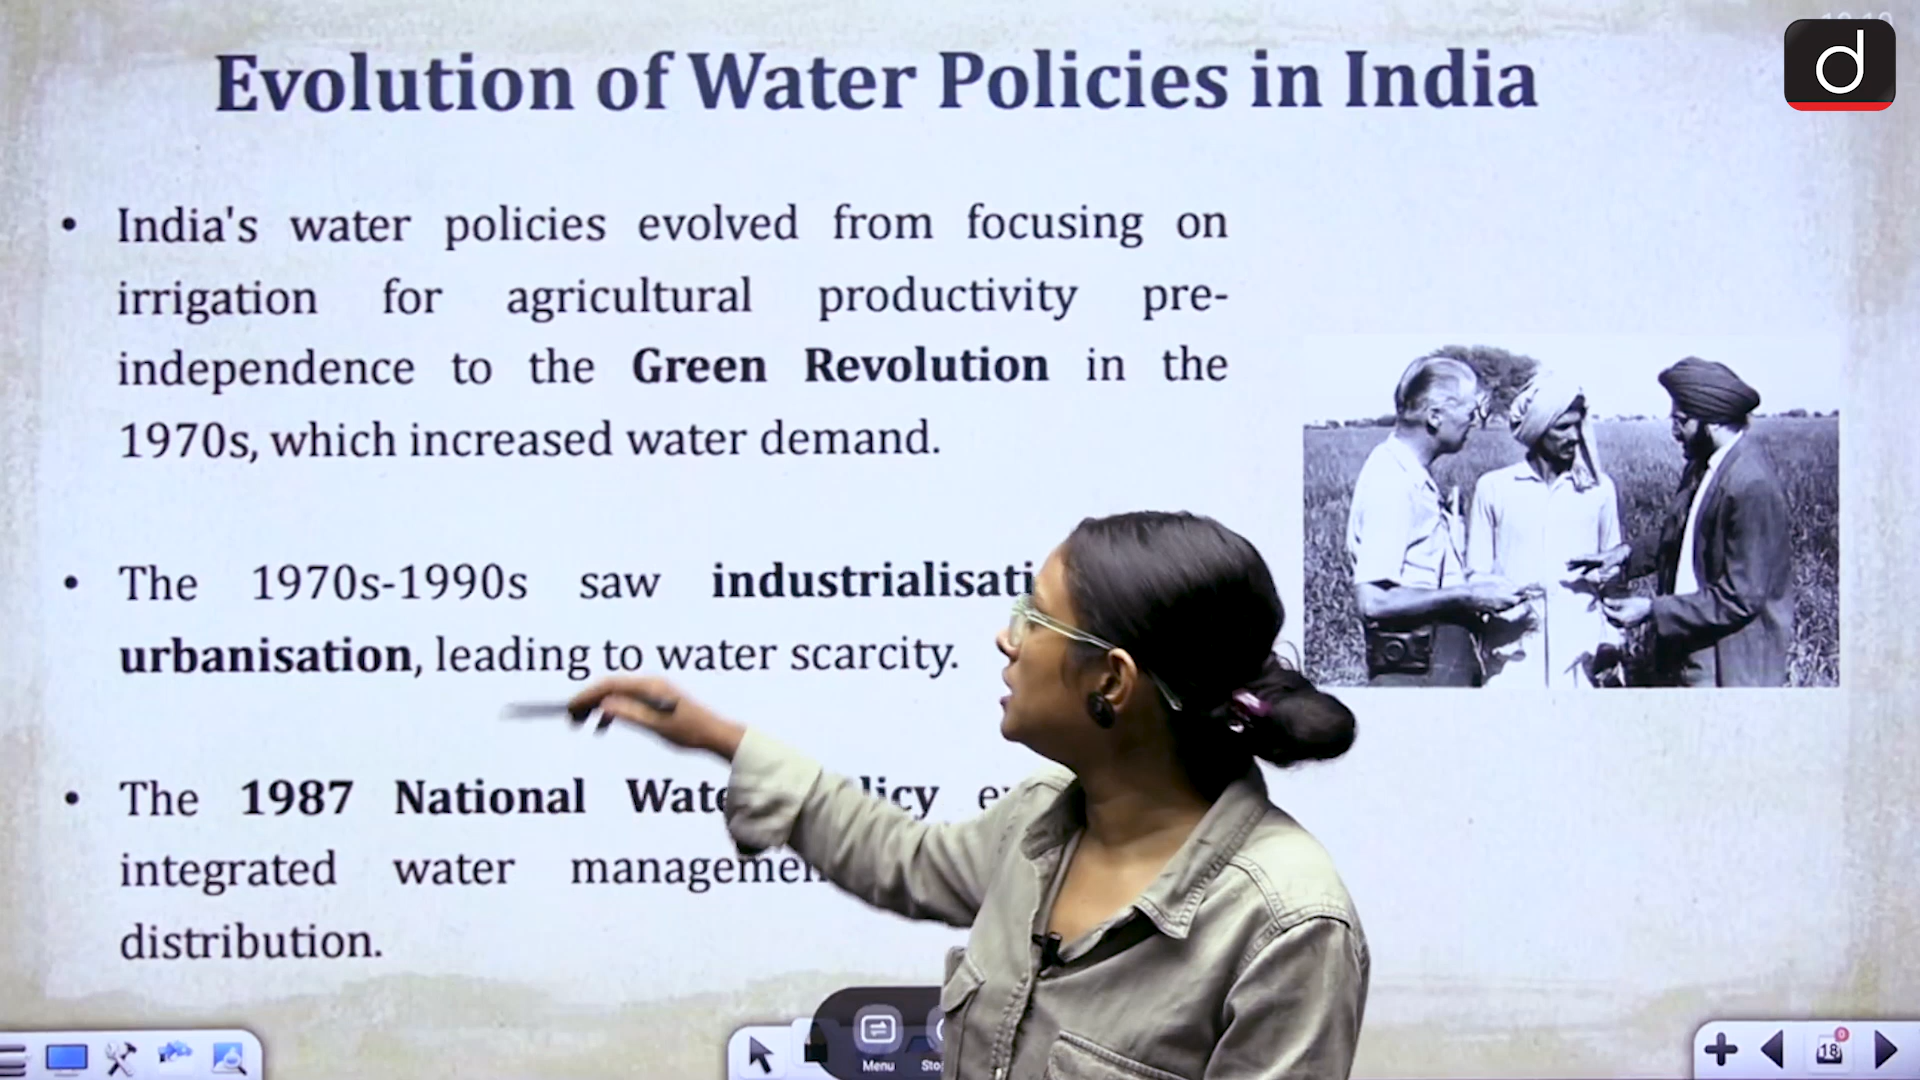 Evolution of Water Policies in India
d
• India's water policies evolved from focusing on
irrigation for agricultural productivity pre-
independence to the Green Revolution in the
1970s, which increased water demand.
• The 1970s-1990s saw
urbanisation, leading to water scarcity.
• The 1987 National
integrated water
distribution.
Menu
18
0